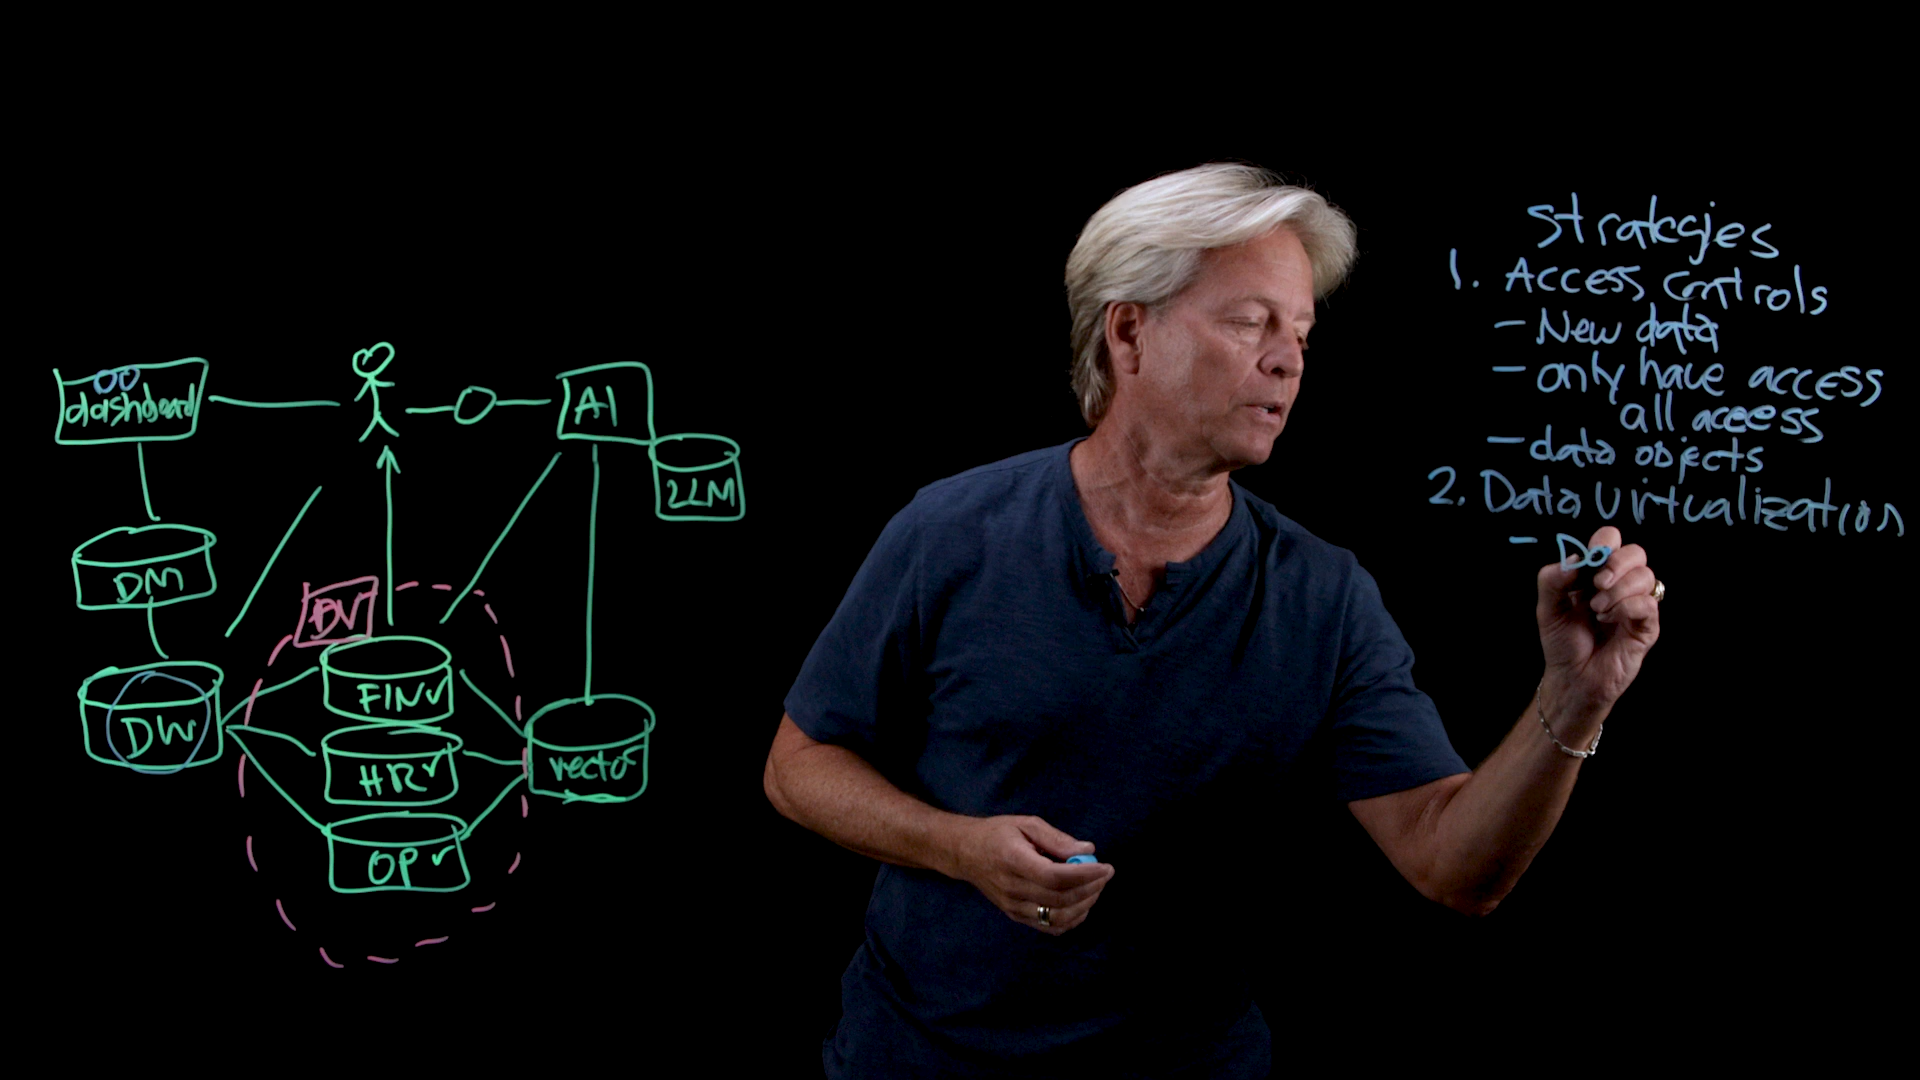 dashboard
AI
LLM
DM
DV
FIN
DW
HR
vector
OP
Strategies
1. Access controls
- New data
- only have access
all access
- data objects
2. Data virtualization
- Do